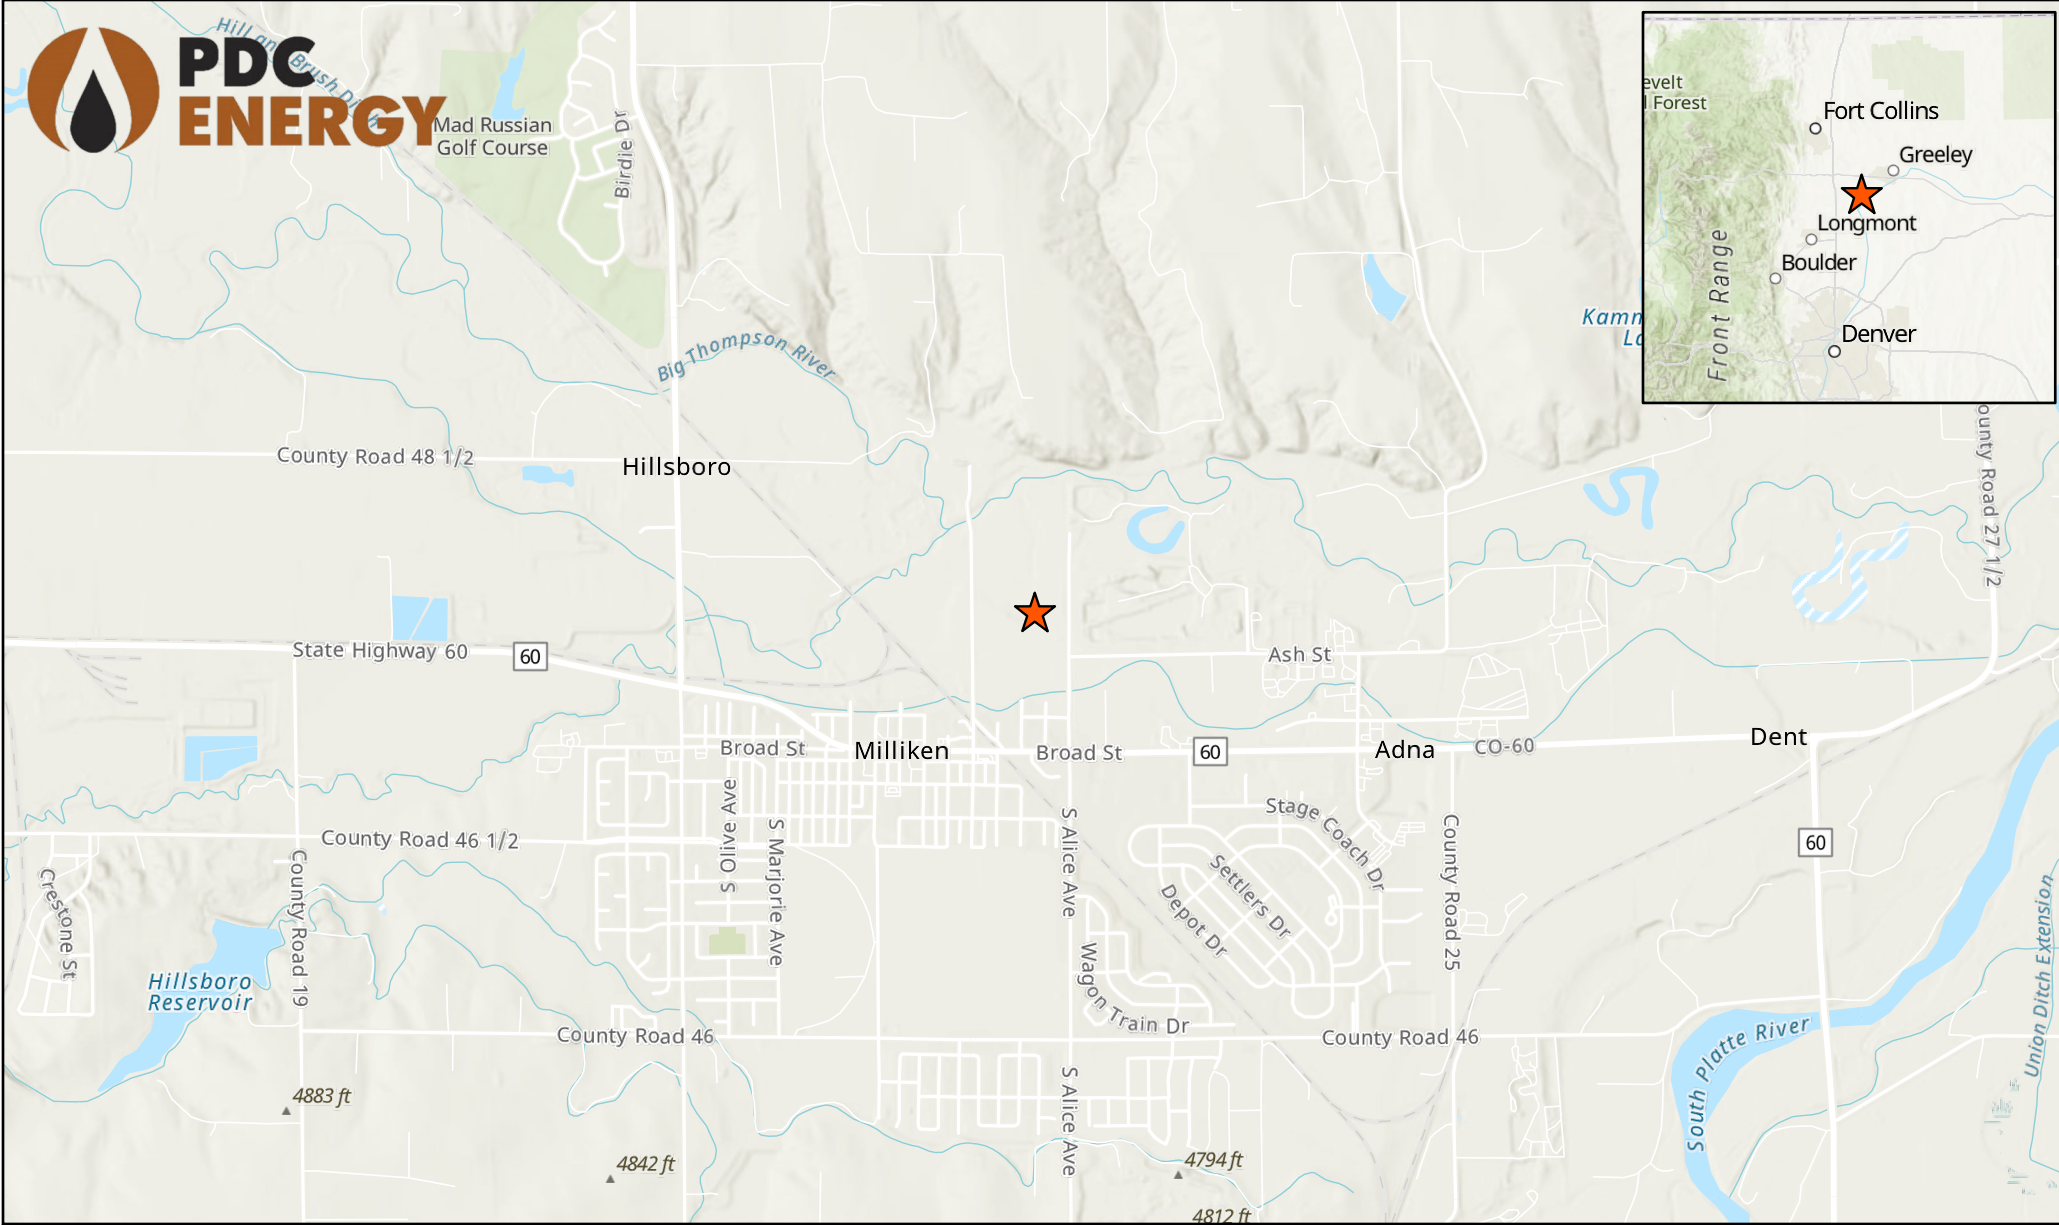 Hill and
Brush Ditch
PDC
ENERGY
Mad Russian
Golf Course
Birdie Dr
evelt
l Forest
Fort Collins
Greeley
Longmont
Boulder
Front Range
Denver
Kamm
La
Big Thompson River
County Road 48 1/2
Hillsboro
ounty Road 27 1/2
State Highway 60
60
Ash St
Broad St
Milliken
Broad St
60
Adna
CO-60
Dent
S Olive Ave
S Marjorie Ave
S Alice Ave
Stage Coach Dr
Settlers Dr
Depot Dr
County Road 25
60
County Road 46 1/2
Crestone St
County Road 19
Hillsboro
Reservoir
Wagon Train Dr
County Road 46
County Road 46
South Platte River
Union Ditch Extension
4883 ft
4842 ft
S Alice Ave
4794 ft
4812 ft